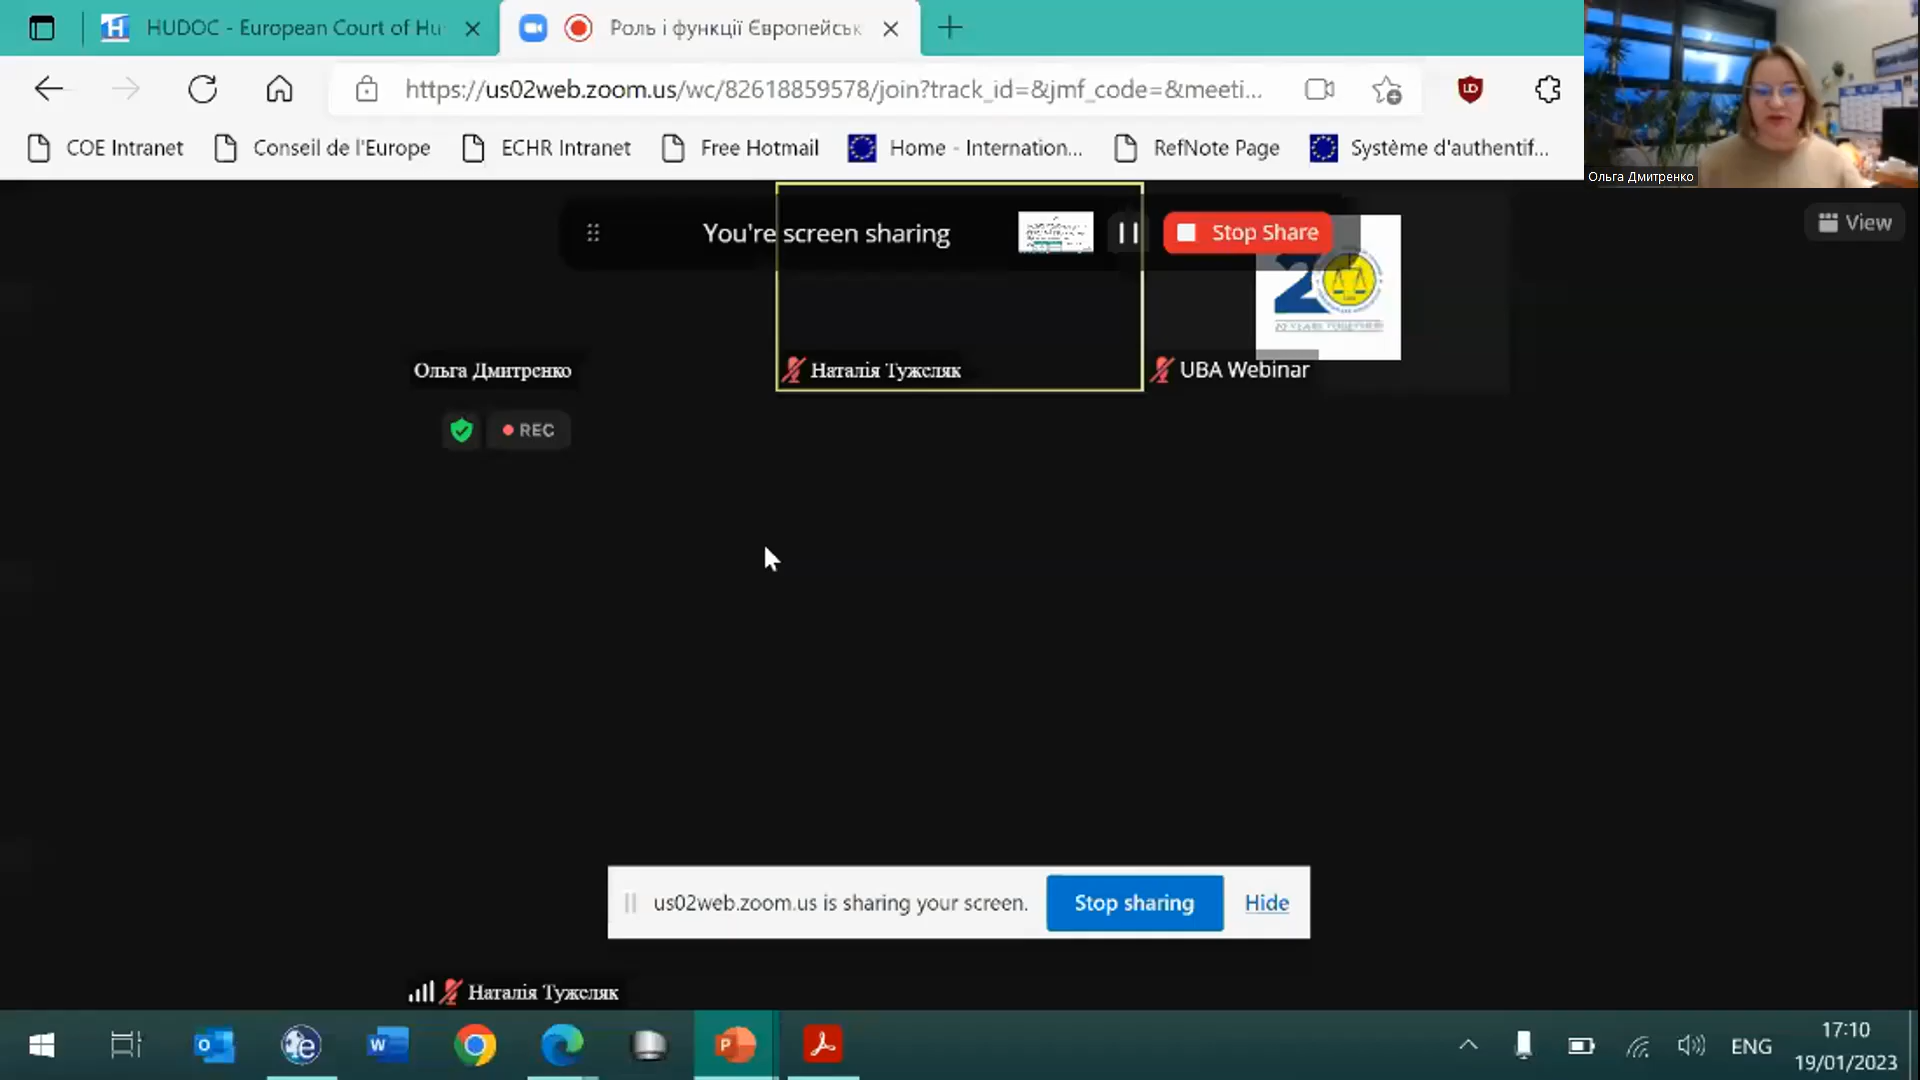 HUDOC - European Court of Hu
Роль і функції Європейськ
https://us02web.zoom.us/wc/82618859578/join?track_id=&jmf_code=&meeti...
COE Intranet
Conseil de l'Europe
ECHR Intranet
Free Hotmail
Home - Internation...
RefNote Page
Système d'authentif...
Ольга Дмитренко
You're screen sharing
Stop Share
View
20
Ольга Дмитренко
Наталія Тужеляк
UBA Webinar
REC
us02web.zoom.us is sharing your screen.
Stop sharing
Hide
Наталія Тужеляк
ENG
17:10
19/01/2023